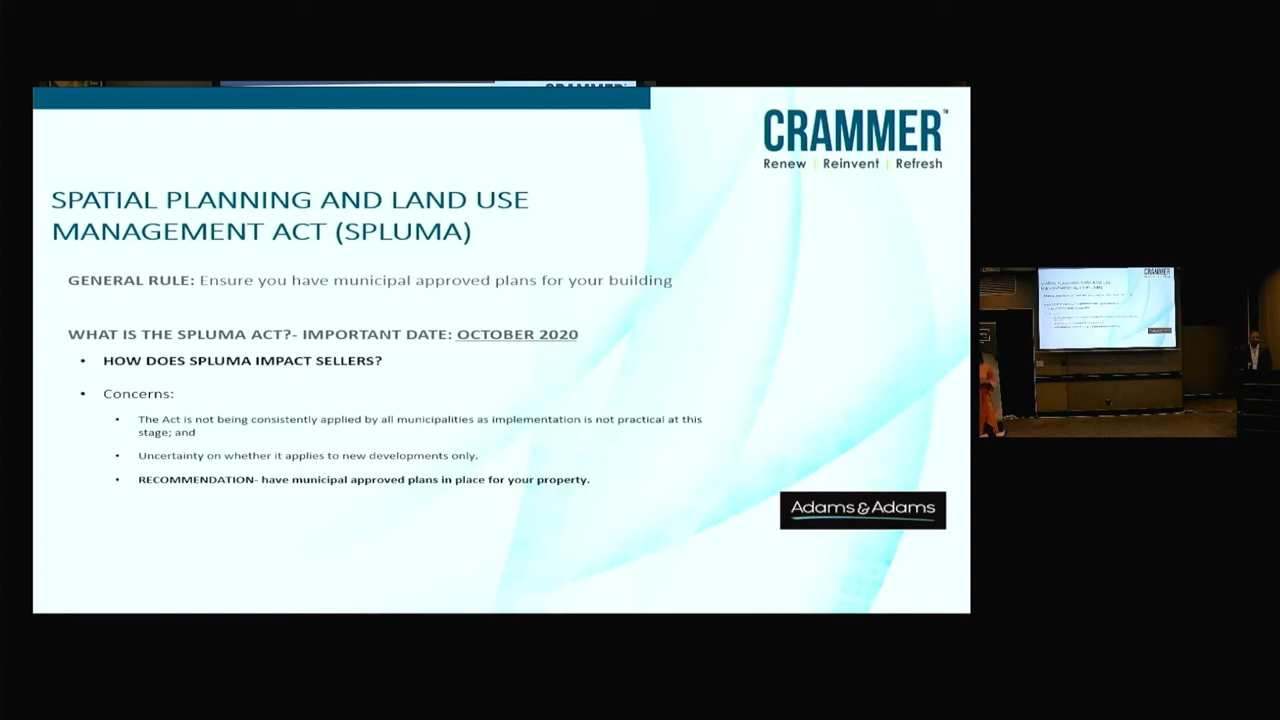 CRAMMER™
Renew | Reinvent | Refresh
SPATIAL PLANNING AND LAND USE
MANAGEMENT ACT (SPLUMA)
GENERAL RULE: Ensure you have municipal approved plans for your building
WHAT IS THE SPLUMA ACT?- IMPORTANT DATE: OCTOBER 2020
• HOW DOES SPLUMA IMPACT SELLERS?
• Concerns:
• The Act is not being consistently applied by all municipalities as implementation is not practical at this
stage; and
• Uncertainty on whether it applies to new developments only.
• RECOMMENDATION- have municipal approved plans in place for your property.
Adams & Adams
CRAMMER